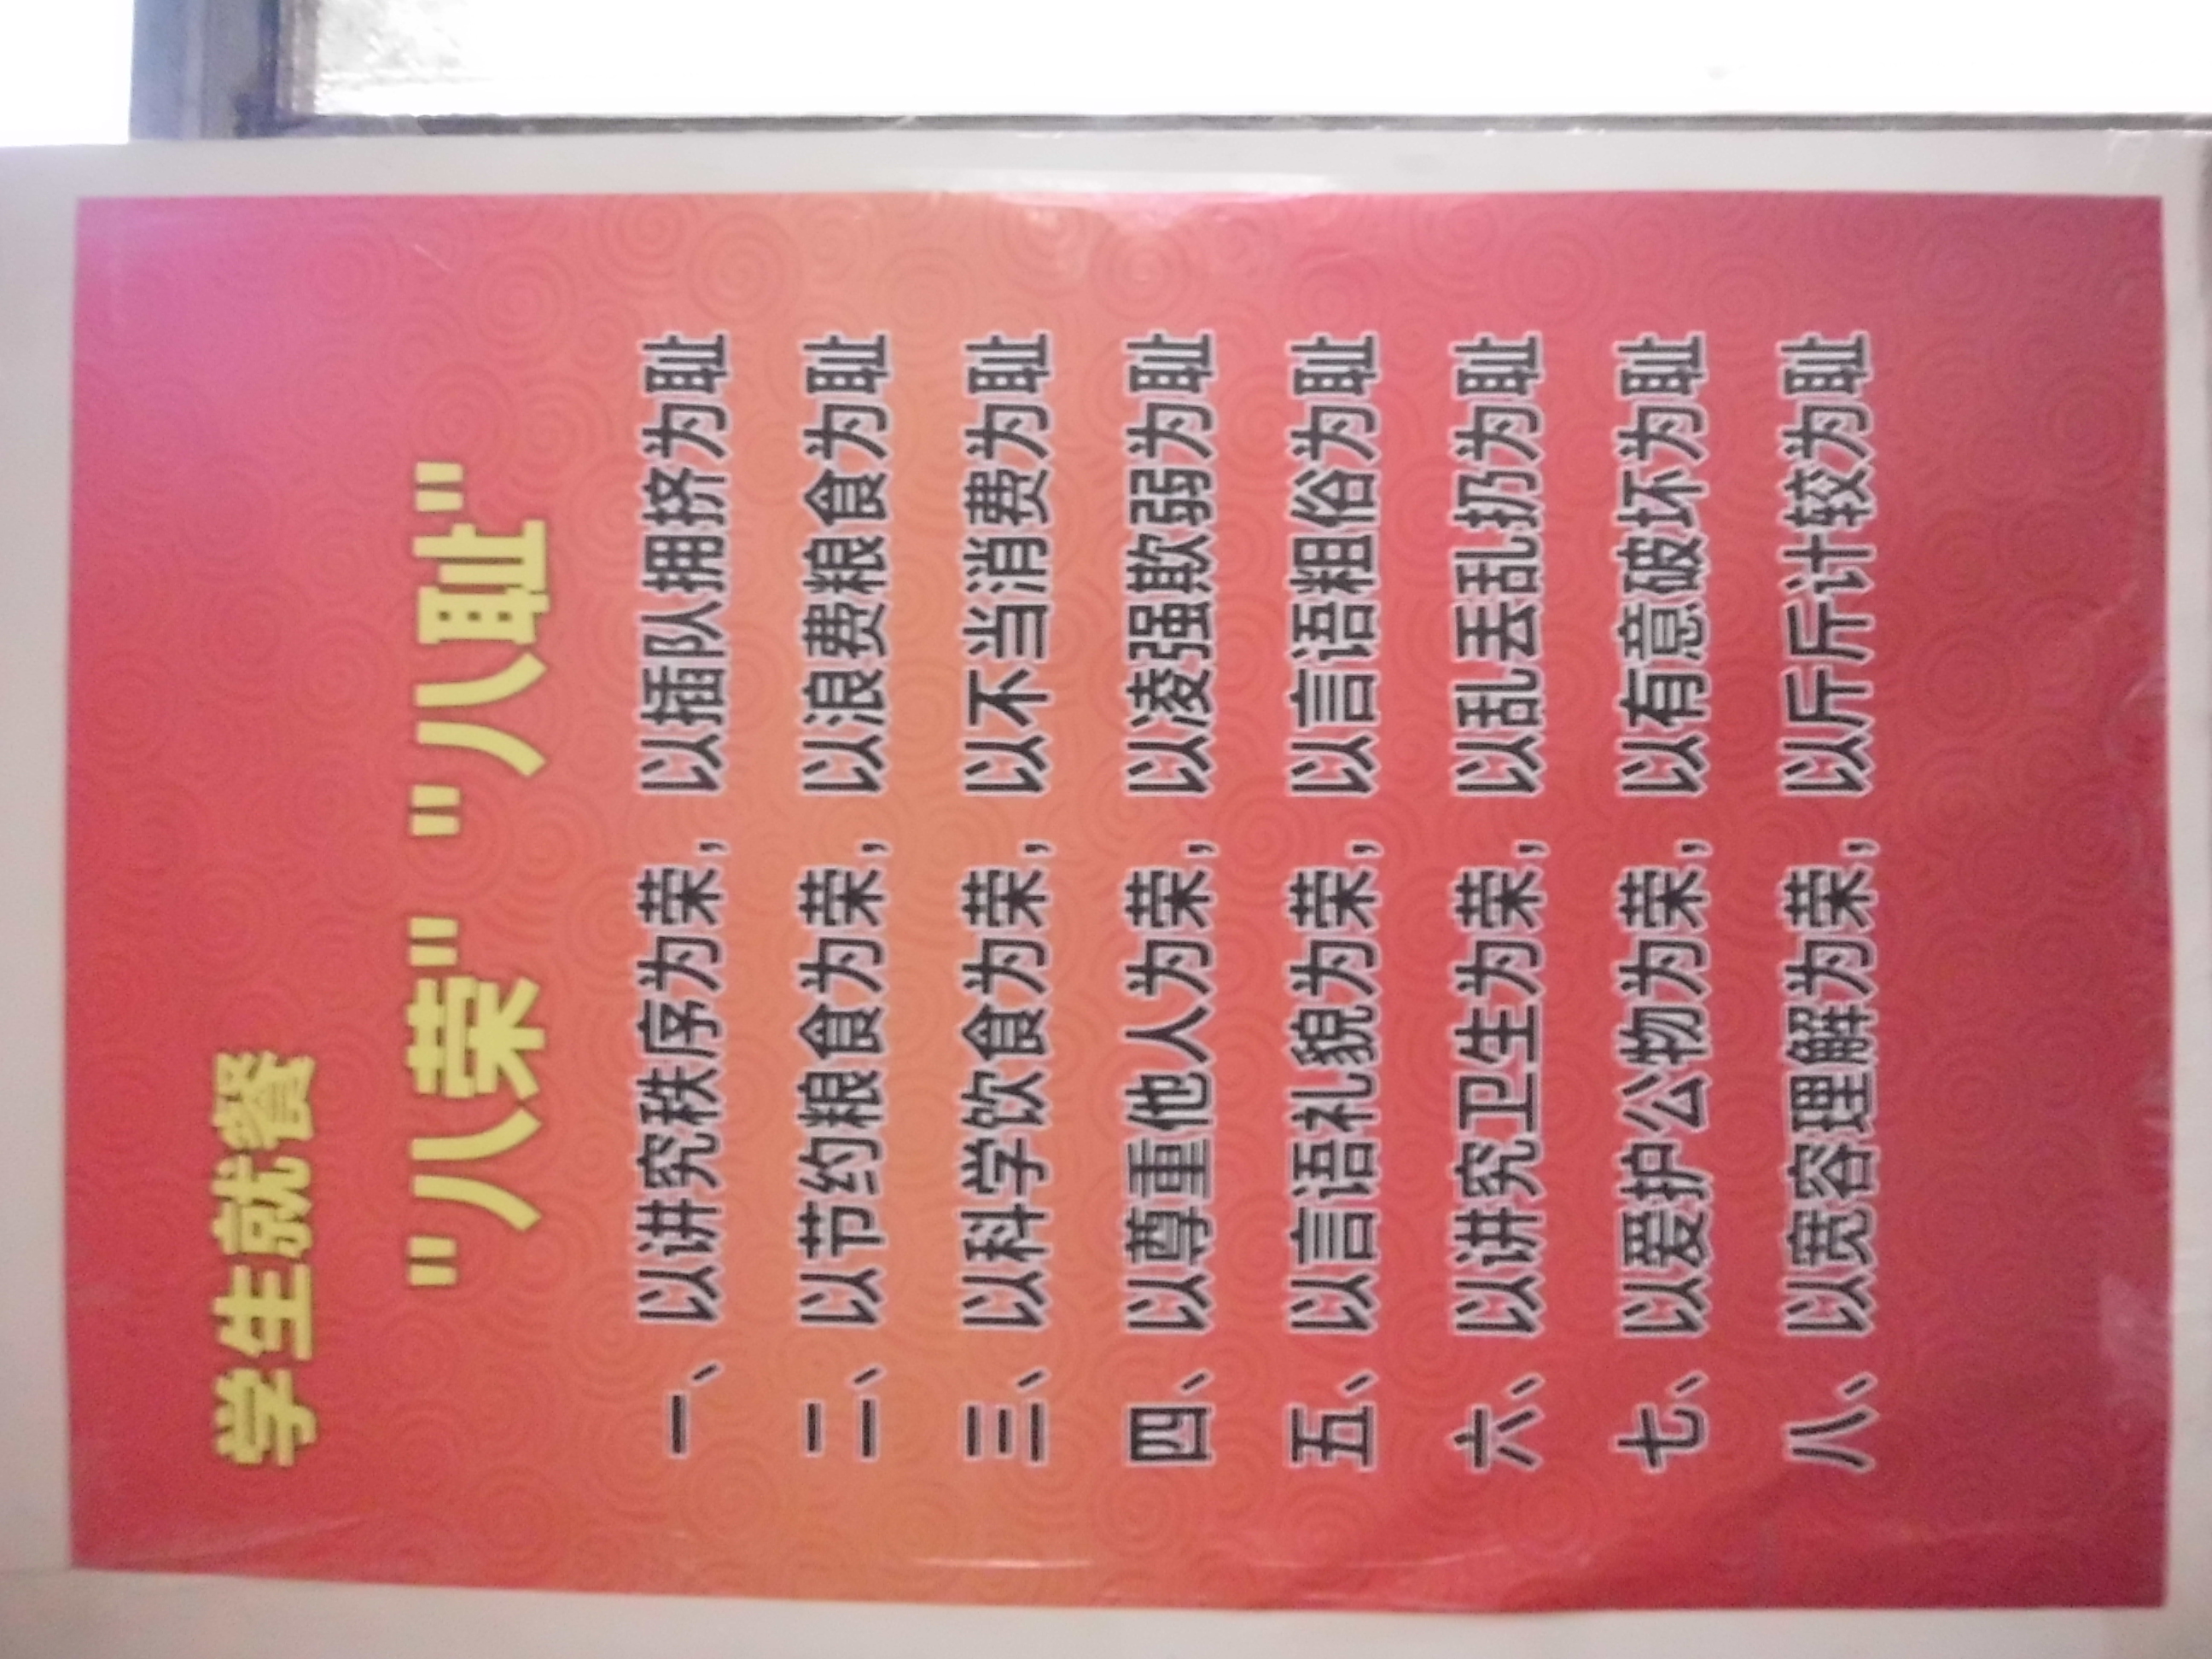 学生就餐
"八荣" "八耻"
一、以讲究秩序为荣，以插队拥挤为耻
二、以节约粮食为荣，以浪费粮食为耻
三、以科学饮食为荣，以不当消费为耻
四、以尊重他人为荣，以凌强欺弱为耻
五、以言语礼貌为荣，以言语粗俗为耻
六、以讲究卫生为荣，以乱丢乱扔为耻
七、以爱护公物为荣，以有意破坏为耻
八、以宽容理解为荣，以斤斤计较为耻